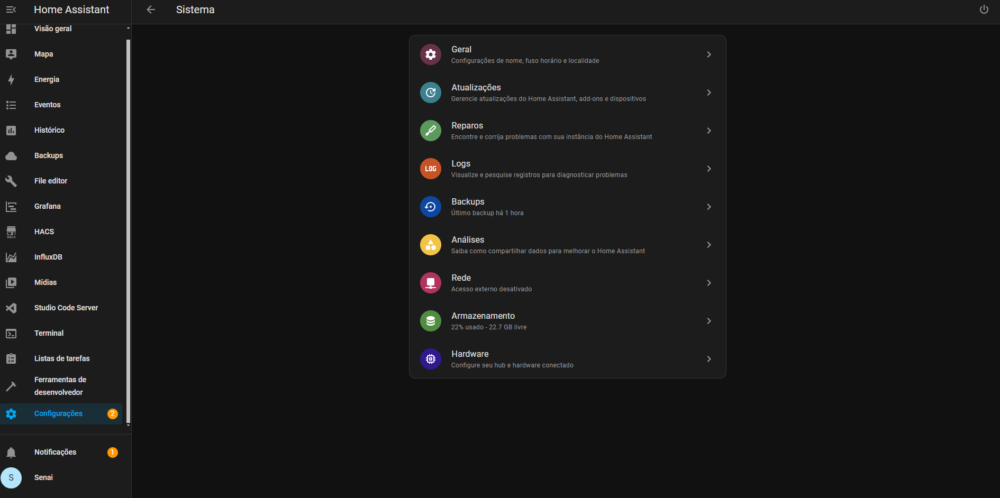 Home Assistant
Visão geral
Mapa
Energia
Eventos
Histórico
Backups
File editor
Grafana
HACS
HACS
InfluxDB
Mídias
Studio Code Server
Terminal
Listas de tarefas
Ferramentas de
desenvolvedor
Configurações 2
Notificações 1
S Senai
Sistema
Geral
Configurações de nome, fuso horário e localidade
Atualizações
Gerencie atualizações do Home Assistant, add-ons e dispositivos
Reparos
Encontre e corrija problemas com sua instância do Home Assistant
LOG
Logs
Visualize e pesquise registros para diagnosticar problemas
Backups
Último backup há 1 hora
Análises
Saiba como compartilhar dados para melhorar o Home Assistant
Rede
Acesso externo desativado
Armazenamento
22% usado - 22.7 GB livre
Hardware
Configure seu hub e hardware conectado